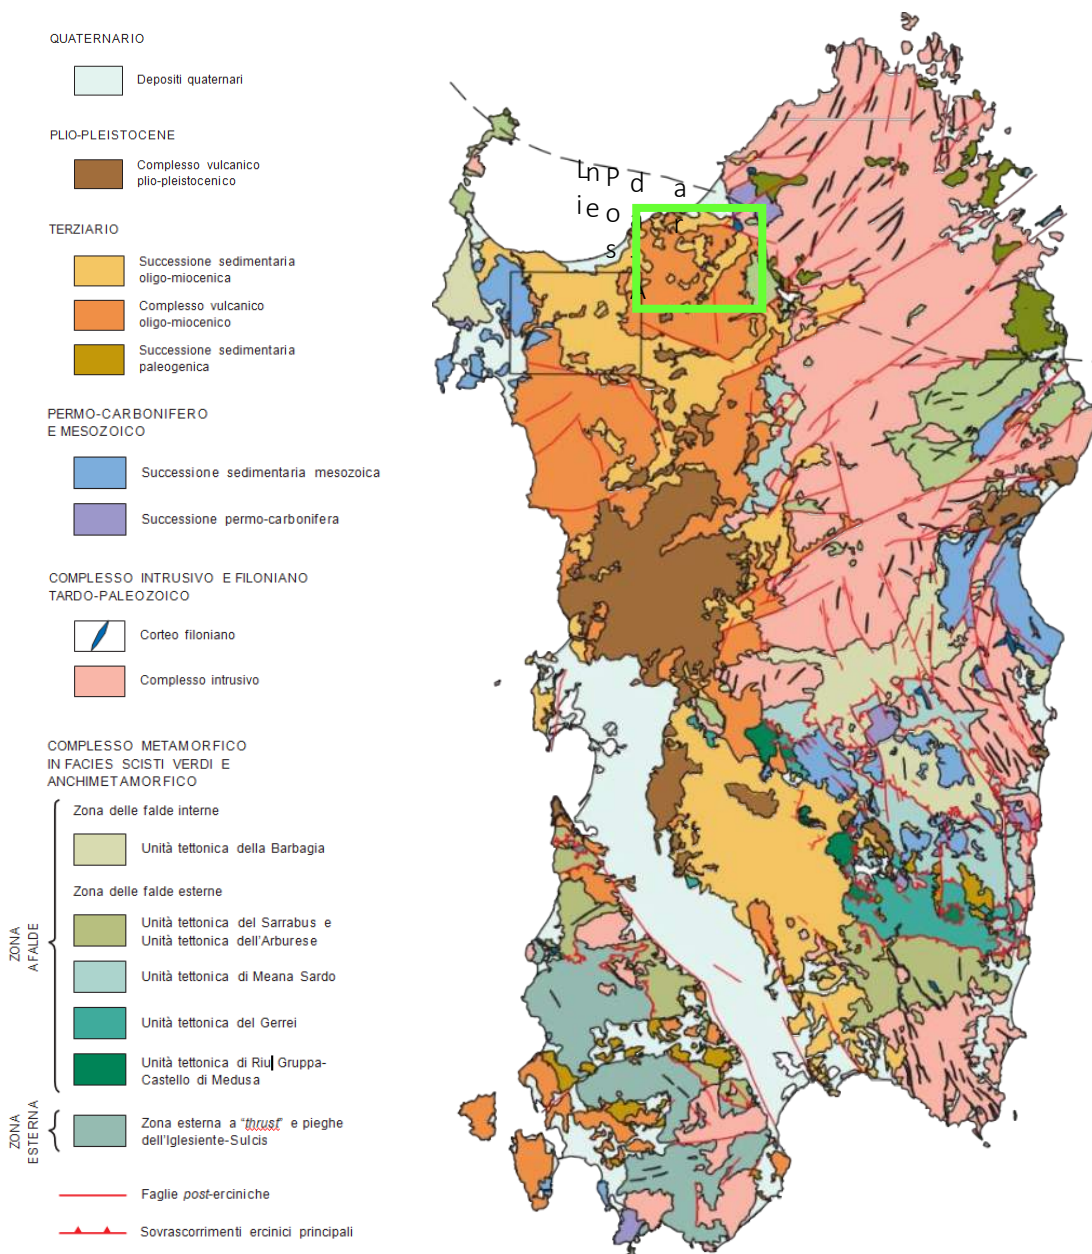 QUATERNARIO
Depositi quaternari
PLIO-PLEISTOCENE
Complesso vulcanico
plio-pleistocenico
TERZIARIO
Successione sedimentaria
oligo-miocenica
Complesso vulcanico
oligo-miocenico
Successione sedimentaria
paleogenica
PERMO-CARBONIFERO
E MESOZOICO
Successione sedimentaria mesozoica
Successione permo-carbonifera
COMPLESSO INTRUSIVO E FILONIANO
TARDO-PALEOZOICO
Corteo filoniano
Complesso intrusivo
COMPLESSO METAMORFICO
IN FACIES SCISTI VERDI E
ANCHIMETAMORFICO
Zona delle falde interne
Unità tettonica della Barbagia
Zona delle falde esterne
Unità tettonica del Sarrabus e
Unità tettonica dell'Arburese
Unità tettonica di Meana Sardo
Unità tettonica del Gerrei
Unità tettonica di Riu Gruppa-
Castello di Medusa
ZONA
A FALDE
Zona esterna a "thrust" e pieghe
dell'Iglesiente-Sulcis
ZONA
ESTERNA
Faglie post-erciniche
Sovrascorrimenti ercinici principali